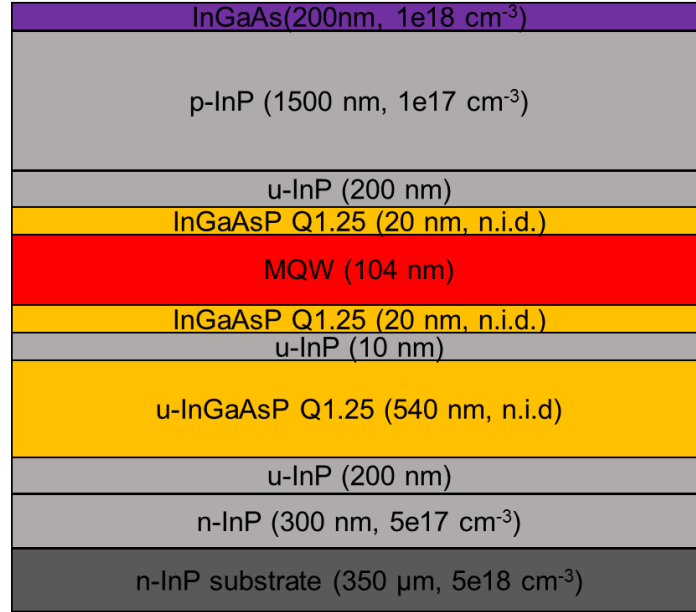 InGaAs(200nm, 1e18 cm⁻³)
p-InP (1500 nm, 1e17 cm⁻³)
u-InP (200 nm)
InGaAsP Q1.25 (20 nm, n.i.d.)
MQW (104 nm)
InGaAsP Q1.25 (20 nm, n.i.d.)
u-InP (10 nm)
u-InGaAsP Q1.25 (540 nm, n.i.d)
u-InP (200 nm)
n-InP (300 nm, 5e17 cm⁻³)
n-InP substrate (350 μm, 5e18 cm⁻³)